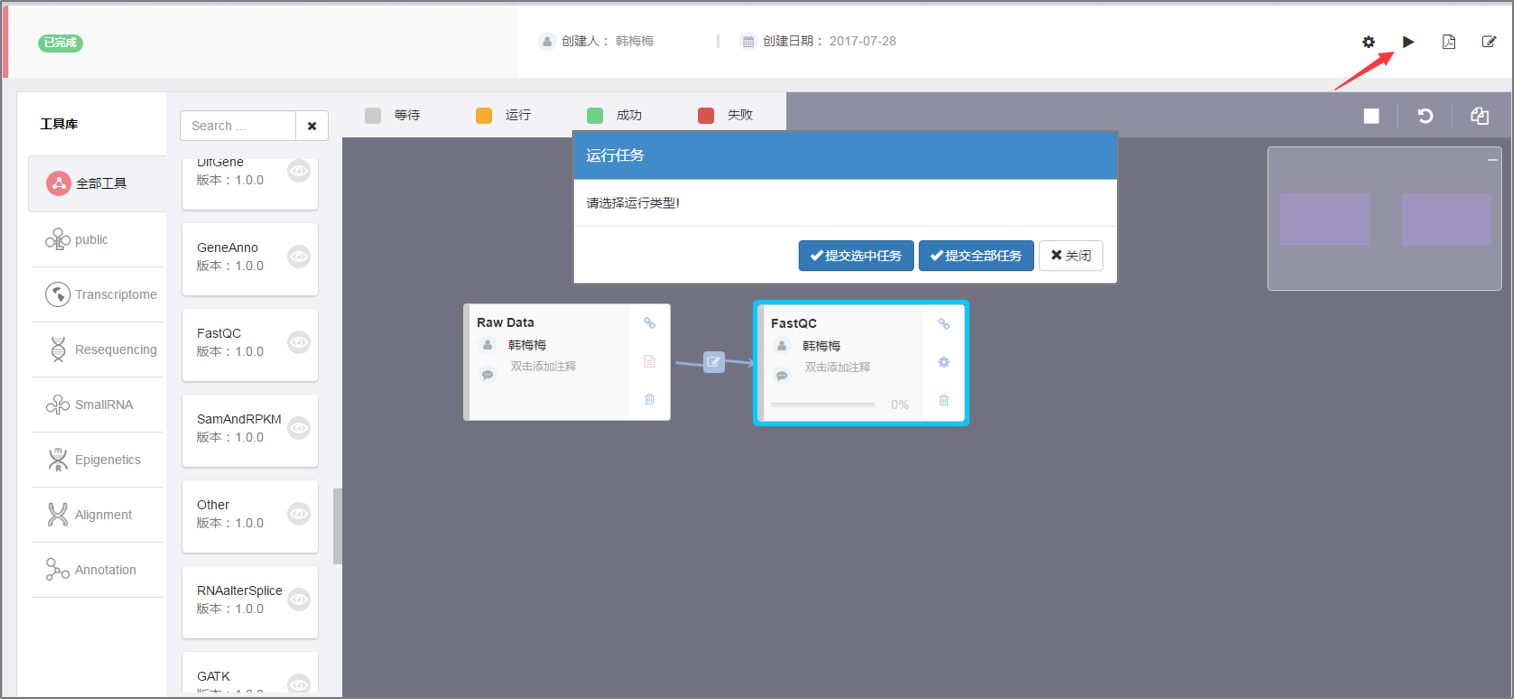 已完成
创建人： 韩梅梅
创建日期： 2017-07-28
工具库
全部工具
public
Transcriptome
Resequencing
SmallRNA
Epigenetics
Alignment
Annotation
Search ...
DifGene
版本：1.0.0
GeneAnno
版本：1.0.0
FastQC
版本：1.0.0
SamAndRPKM
版本：1.0.0
Other
版本：1.0.0
RNAalterSplice
版本：1.0.0
GATK
版本：1.0.0
等待
运行
成功
失败
运行任务
请选择运行类型!
提交选中任务
提交全部任务
关闭
Raw Data
韩梅梅
双击添加注释
FastQC
韩梅梅
双击添加注释
0%